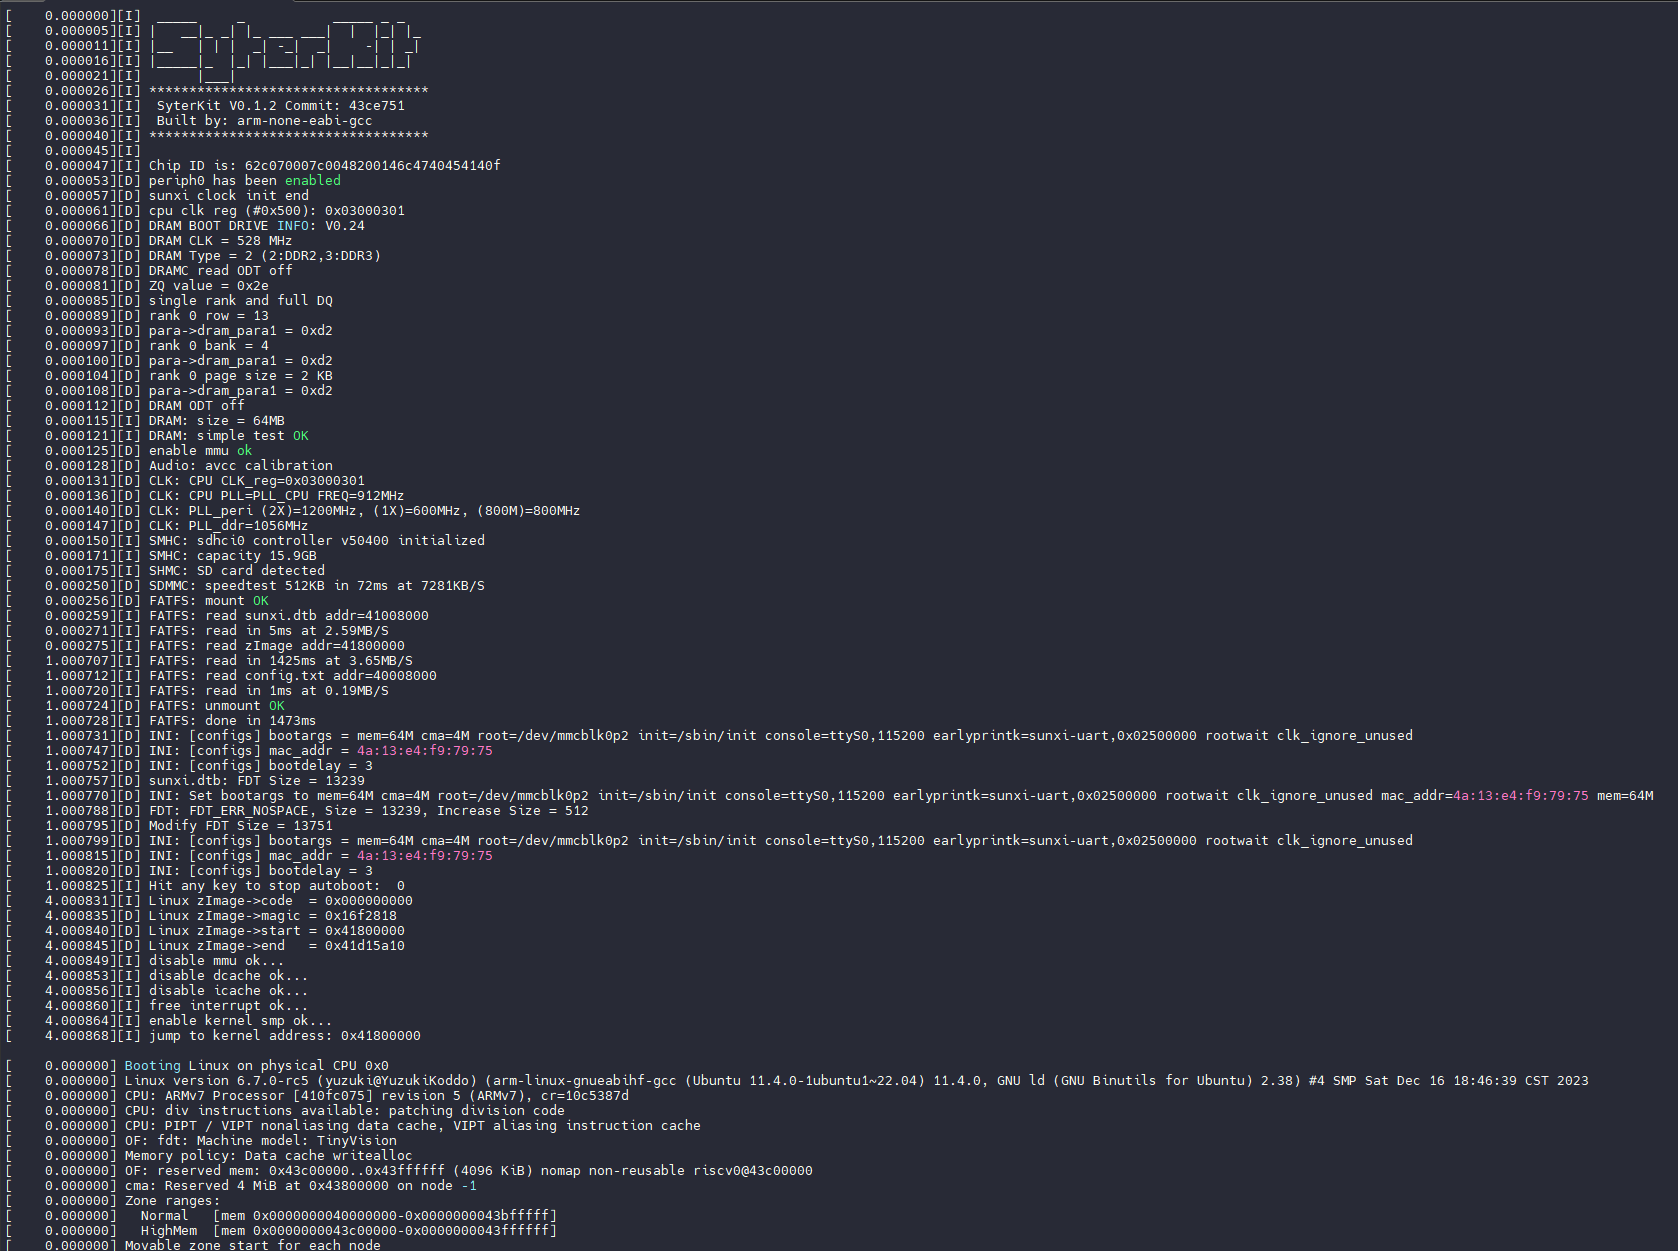 [    0.000000][I]  _____     _           _____ _ _
[    0.000005][I] |   __|_ _| |_ ___ ___|  |  |_| |_
[    0.000011][I] |__   | | |  _| -_|  _|    -| |  _|
[    0.000016][I] |_____|_  |_| |___|_| |__|__|_|_|
[    0.000021][I]       |___|
[    0.000026][I] ***********************************
[    0.000031][I]  SyterKit V0.1.2 Commit: 43ce751
[    0.000036][I]  Built by: arm-none-eabi-gcc
[    0.000040][I] ***********************************
[    0.000045][I]
[    0.000047][I] Chip ID is: 62c070007c0048200146c4740454140f
[    0.000053][D] periph0 has been enabled
[    0.000057][D] sunxi clock init end
[    0.000061][D] cpu clk reg (#0x500): 0x03000301
[    0.000066][D] DRAM BOOT DRIVE INFO: V0.24
[    0.000070][D] DRAM CLK = 528 MHz
[    0.000073][D] DRAM Type = 2 (2:DDR2,3:DDR3)
[    0.000078][D] DRAMC read ODT off
[    0.000081][D] ZQ value = 0x2e
[    0.000085][D] single rank and full DQ
[    0.000089][D] rank 0 row = 13
[    0.000093][D] para->dram_para1 = 0xd2
[    0.000097][D] rank 0 bank = 4
[    0.000100][D] para->dram_para1 = 0xd2
[    0.000104][D] rank 0 page size = 2 KB
[    0.000108][D] para->dram_para1 = 0xd2
[    0.000112][D] DRAM ODT off
[    0.000115][I] DRAM: size = 64MB
[    0.000121][I] DRAM: simple test OK
[    0.000125][D] enable mmu ok
[    0.000128][D] Audio: avcc calibration
[    0.000131][D] CLK: CPU CLK_reg=0x03000301
[    0.000136][D] CLK: CPU PLL=PLL_CPU FREQ=912MHz
[    0.000140][D] CLK: PLL_peri (2X)=1200MHz, (1X)=600MHz, (800M)=800MHz
[    0.000147][D] CLK: PLL_ddr=1056MHz
[    0.000150][I] SMHC: sdhci0 controller v50400 initialized
[    0.000171][I] SMHC: capacity 15.9GB
[    0.000175][I] SHMC: SD card detected
[    0.000250][D] SDMMC: speedtest 512KB in 72ms at 7281KB/S
[    0.000256][D] FATFS: mount OK
[    0.000259][I] FATFS: read sunxi.dtb addr=41008000
[    0.000271][I] FATFS: read in 5ms at 2.59MB/S
[    0.000275][I] FATFS: read zImage addr=41800000
[    1.000707][I] FATFS: read in 1425ms at 3.65MB/S
[    1.000712][I] FATFS: read config.txt addr=40008000
[    1.000720][I] FATFS: read in 1ms at 0.19MB/S
[    1.000724][D] FATFS: unmount OK
[    1.000728][I] FATFS: done in 1473ms
[    1.000731][D] INI: [configs] bootargs = mem=64M cma=4M root=/dev/mmcblk0p2 init=/sbin/init console=ttyS0,115200 earlyprintk=sunxi-uart,0x02500000 rootwait clk_ignore_unused
[    1.000747][D] INI: [configs] mac_addr = 4a:13:e4:f9:79:75
[    1.000752][D] INI: [configs] bootdelay = 3
[    1.000757][D] sunxi.dtb: FDT Size = 13239
[    1.000770][D] INI: Set bootargs to mem=64M cma=4M root=/dev/mmcblk0p2 init=/sbin/init console=ttyS0,115200 earlyprintk=sunxi-uart,0x02500000 rootwait clk_ignore_unused mac_addr=4a:13:e4:f9:79:75 mem=64M
[    1.000788][D] FDT: FDT_ERR_NOSPACE, Size = 13239, Increase Size = 512
[    1.000795][D] Modify FDT Size = 13751
[    1.000799][D] INI: [configs] bootargs = mem=64M cma=4M root=/dev/mmcblk0p2 init=/sbin/init console=ttyS0,115200 earlyprintk=sunxi-uart,0x02500000 rootwait clk_ignore_unused
[    1.000815][D] INI: [configs] mac_addr = 4a:13:e4:f9:79:75
[    1.000820][D] INI: [configs] bootdelay = 3
[    1.000825][I] Hit any key to stop autoboot:  0
[    4.000831][I] Linux zImage->code  = 0x000000000
[    4.000835][D] Linux zImage->magic = 0x16f2818
[    4.000840][D] Linux zImage->start = 0x41800000
[    4.000845][D] Linux zImage->end   = 0x41d15a10
[    4.000849][I] disable mmu ok...
[    4.000853][I] disable dcache ok...
[    4.000856][I] disable icache ok...
[    4.000860][I] free interrupt ok...
[    4.000864][I] enable kernel smp ok...
[    4.000868][I] jump to kernel address: 0x41800000
[    0.000000] Booting Linux on physical CPU 0x0
[    0.000000] Linux version 6.7.0-rc5 (yuzuki@YuzukiKoddo) (arm-linux-gnueabihf-gcc (Ubuntu 11.4.0-1ubuntu1~22.04) 11.4.0, GNU ld (GNU Binutils for Ubuntu) 2.38) #4 SMP Sat Dec 16 18:46:39 CST 2023
[    0.000000] CPU: ARMv7 Processor [410fc075] revision 5 (ARMv7), cr=10c5387d
[    0.000000] CPU: div instructions available: patching division code
[    0.000000] CPU: PIPT / VIPT nonaliasing data cache, VIPT aliasing instruction cache
[    0.000000] OF: fdt: Machine model: TinyVision
[    0.000000] Memory policy: Data cache writealloc
[    0.000000] OF: reserved mem: 0x43c00000..0x43ffffff (4096 KiB) nomap non-reusable riscv0@43c00000
[    0.000000] cma: Reserved 4 MiB at 0x43800000 on node -1
[    0.000000] Zone ranges:
[    0.000000]   Normal   [mem 0x0000000040000000-0x0000000043bfffff]
[    0.000000]   HighMem  [mem 0x0000000043c00000-0x0000000043ffffff]
[    0.000000] Movable zone start for each node